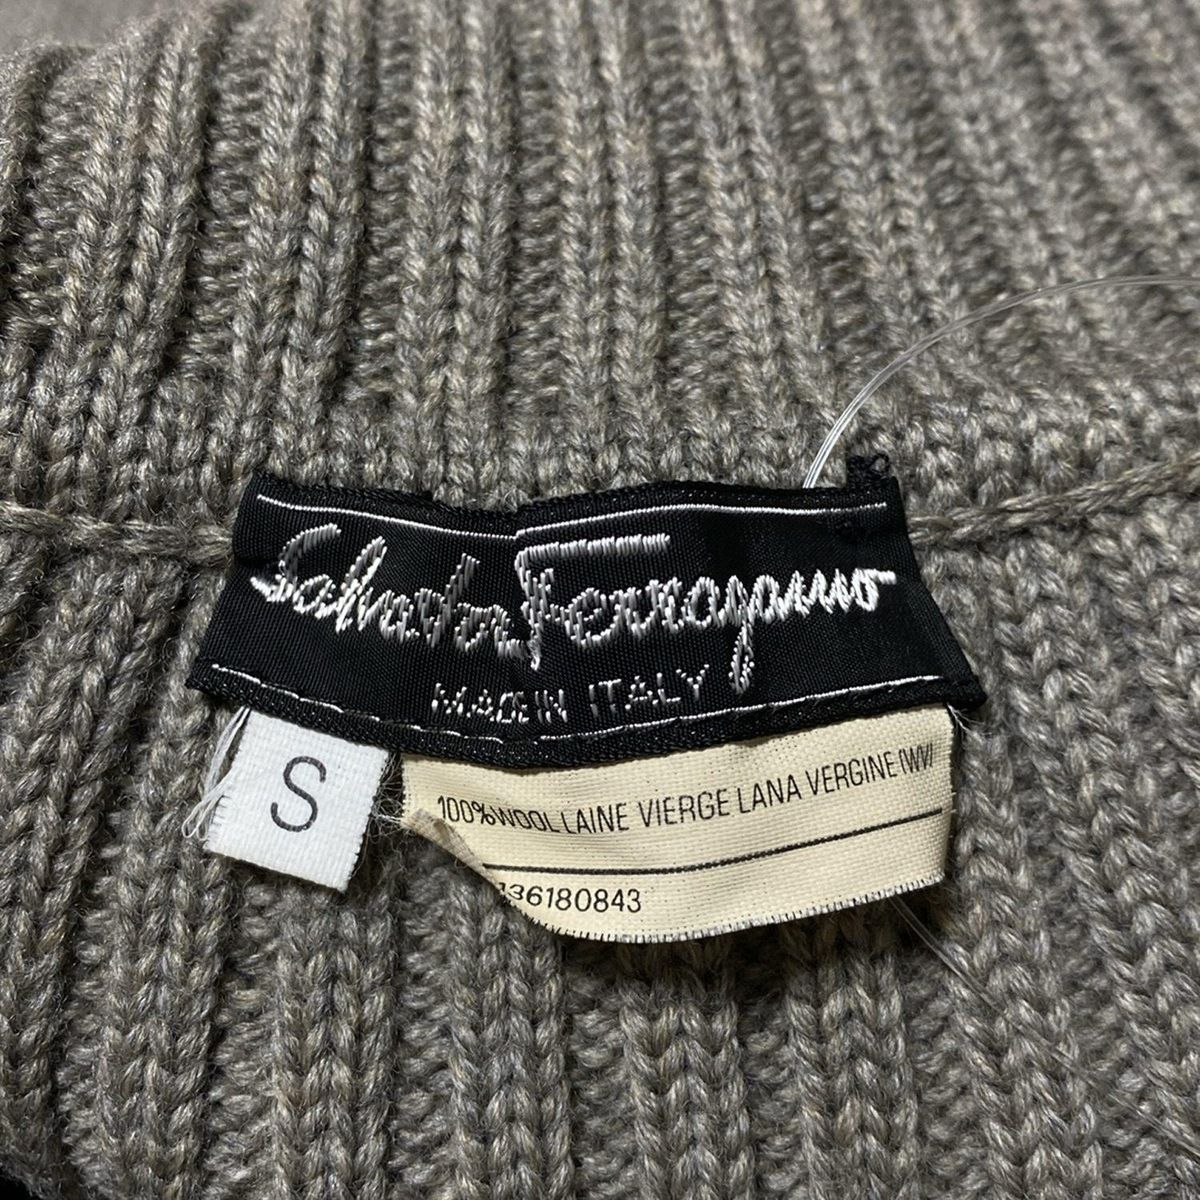 Salvatore Ferragamo
MADE IN ITALY
S
100%WOOL LAINE VIERGE LANA VERGINE (WV)
136180843